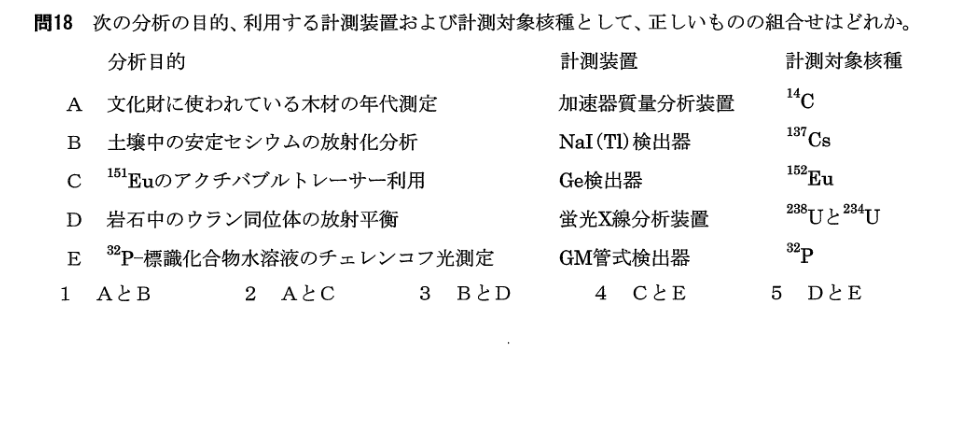 問18 次の分析の目的、利用する計測装置および計測対象核種として、正しいものの組合せはどれか。
分析目的 計測装置 計測対象核種
A 文化財に使われている木材の年代測定 加速器質量分析装置 ¹⁴C
B 土壌中の安定セシウムの放射化分析 NaI(Tl)検出器 ¹³⁷Cs
C ¹⁵¹Euのアクチバブルトレーサー利用 Ge検出器 ¹⁵²Eu
D 岩石中のウラン同位体の放射平衡 蛍光X線分析装置 ²³⁸Uと²³⁴U
E ³²P-標識化合物水溶液のチェレンコフ光測定 GM管式検出器 ³²P
1 AとB 2 AとC 3 BとD 4 CとE 5 DとE